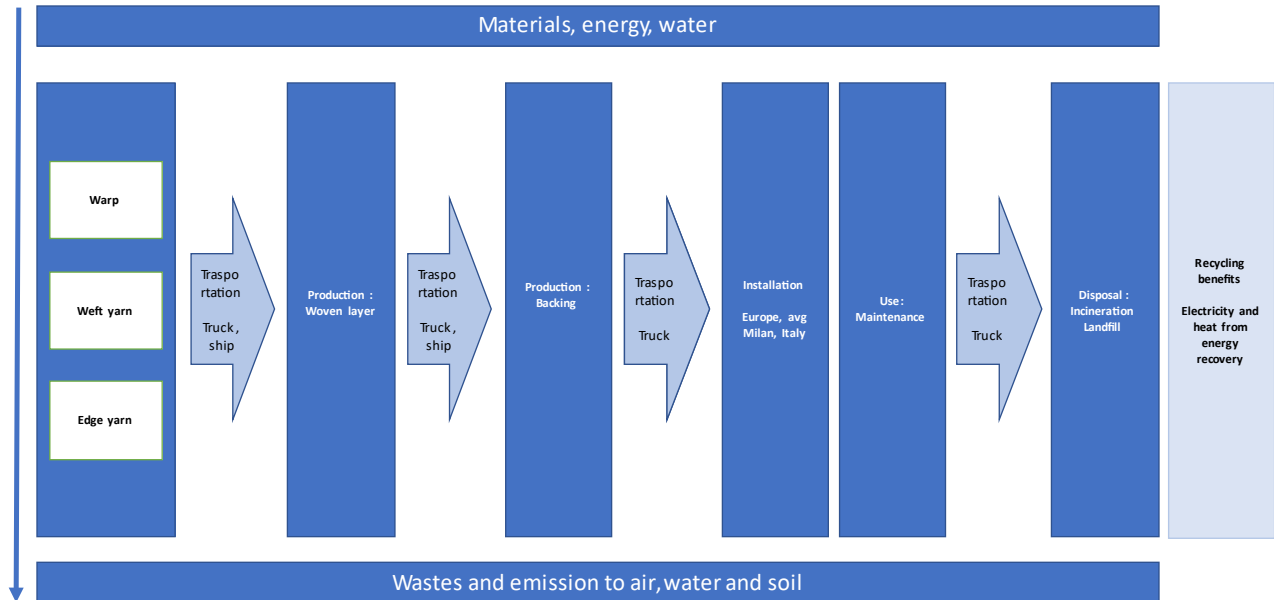 Materials, energy, water
Warp
Weft yarn
Edge yarn
Traspo
rtation
Truck,
ship
Production :
Woven layer
Traspo
rtation
Truck,
ship
Production :
Backing
Traspo
rtation
Truck
Installation
Europe, avg
Milan, Italy
Use:
Maintenance
Traspo
rtation
Truck
Disposal :
Incineration
Landfill
Recycling
benefits
Electricity and
heat from
energy
recovery
Wastes and emission to air, water and soil